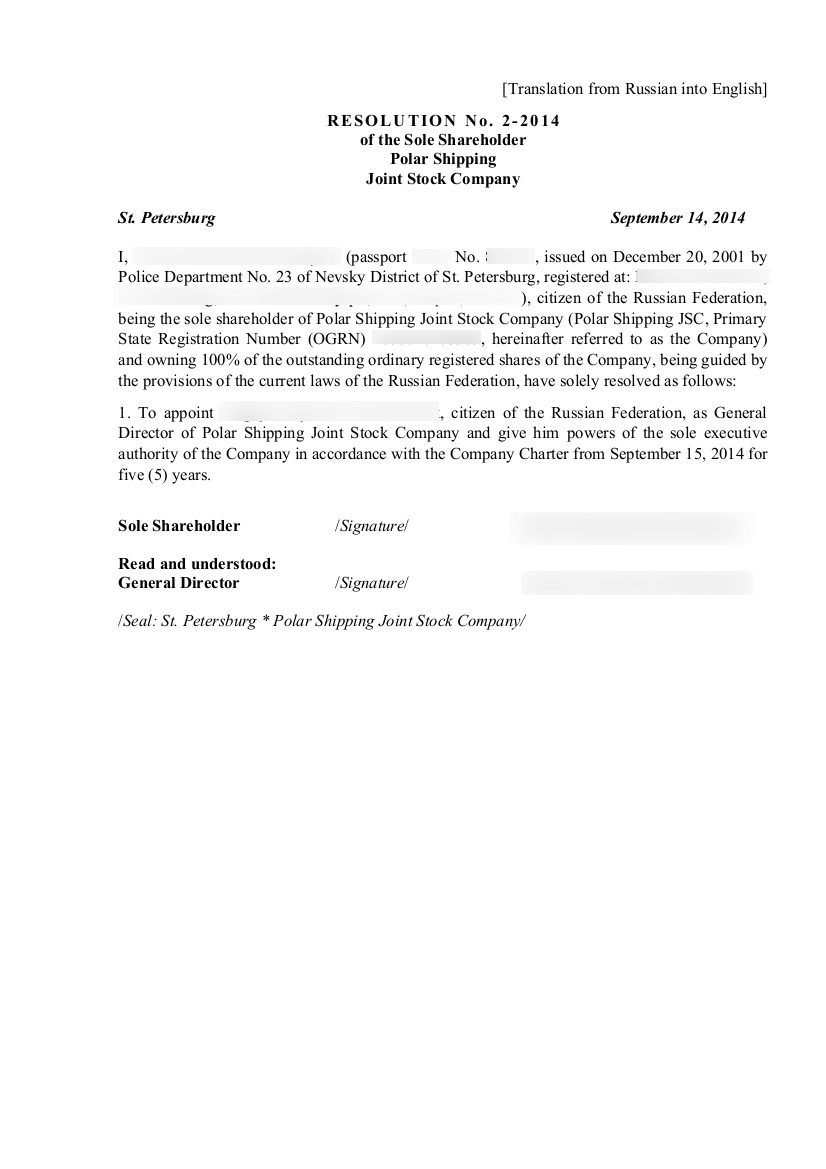 [Translation from Russian into English]
RESOLUTION No. 2-2014
of the Sole Shareholder
Polar Shipping
Joint Stock Company
St. Petersburg September 14, 2014
I, (passport No. , issued on December 20, 2001 by
Police Department No. 23 of Nevsky District of St. Petersburg, registered at:
), citizen of the Russian Federation,
being the sole shareholder of Polar Shipping Joint Stock Company (Polar Shipping JSC, Primary
State Registration Number (OGRN) , hereinafter referred to as the Company)
and owning 100% of the outstanding ordinary registered shares of the Company, being guided by
the provisions of the current laws of the Russian Federation, have solely resolved as follows:
1. To appoint , citizen of the Russian Federation, as General
Director of Polar Shipping Joint Stock Company and give him powers of the sole executive
authority of the Company in accordance with the Company Charter from September 15, 2014 for
five (5) years.
Sole Shareholder /Signature/
Read and understood:
General Director /Signature/
/Seal: St. Petersburg * Polar Shipping Joint Stock Company/